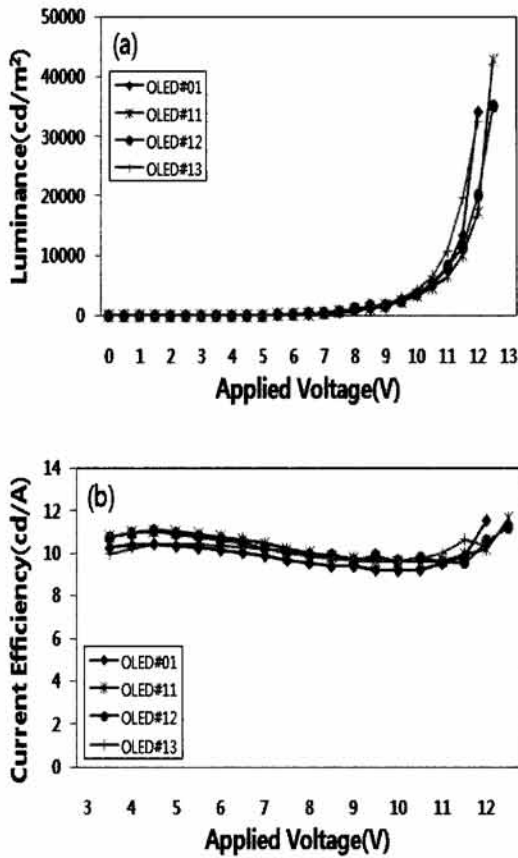 (a)
Luminance(cd/m²)
50000
40000
30000
20000
10000
0
OLED#01
OLED#11
OLED#12
OLED#13
0 1 2 3 4 5 6 7 8 9 10 11 12 13
Applied Voltage(V)
(b)
Current Efficiency(cd/A)
14
12
10
8
6
4
2
0
OLED#01
OLED#11
OLED#12
OLED#13
3 4 5 6 7 8 9 10 11 12
Applied Voltage(V)